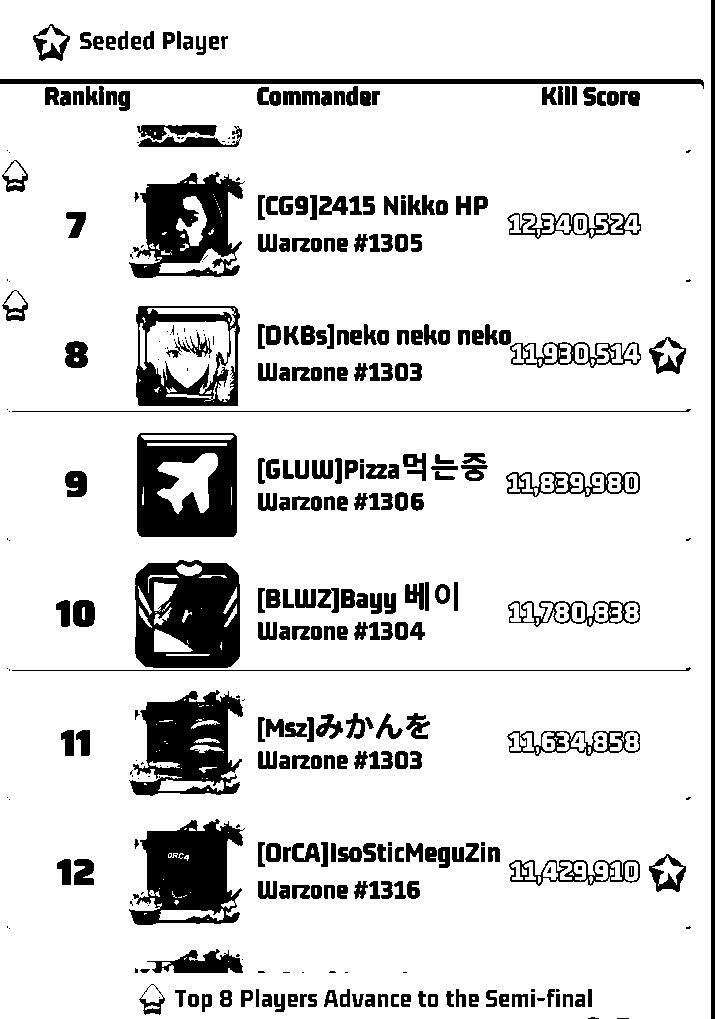 Seeded Player
Ranking Commander Kill Score
7 [CG9]2415 Nikko HP 12,340,524
Warzone #1305
8 [DKBs]neko neko neko 11,930,514
Warzone #1303
9 [GLUW]Pizza먹는중 11,839,980
Warzone #1306
10 [BLWZ]Bayy 베이 11,780,838
Warzone #1304
11 [Msz]みかんを 11,634,858
Warzone #1303
ORCA
12 [OrCA]IsoSticMeguZin 11,429,910
Warzone #1316
Top 8 Players Advance to the Semi-final